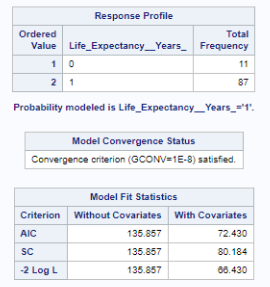 Response Profile
Ordered Value Life_Expectancy__Years_ Total Frequency
1 0 11
2 1 87
Probability modeled is Life_Expectancy__Years_='1'.
Model Convergence Status
Convergence criterion (GCONV=1E-8) satisfied.
Model Fit Statistics
Criterion Without Covariates With Covariates
AIC 135.857 72.430
SC 135.857 80.184
-2 Log L 135.857 66.430